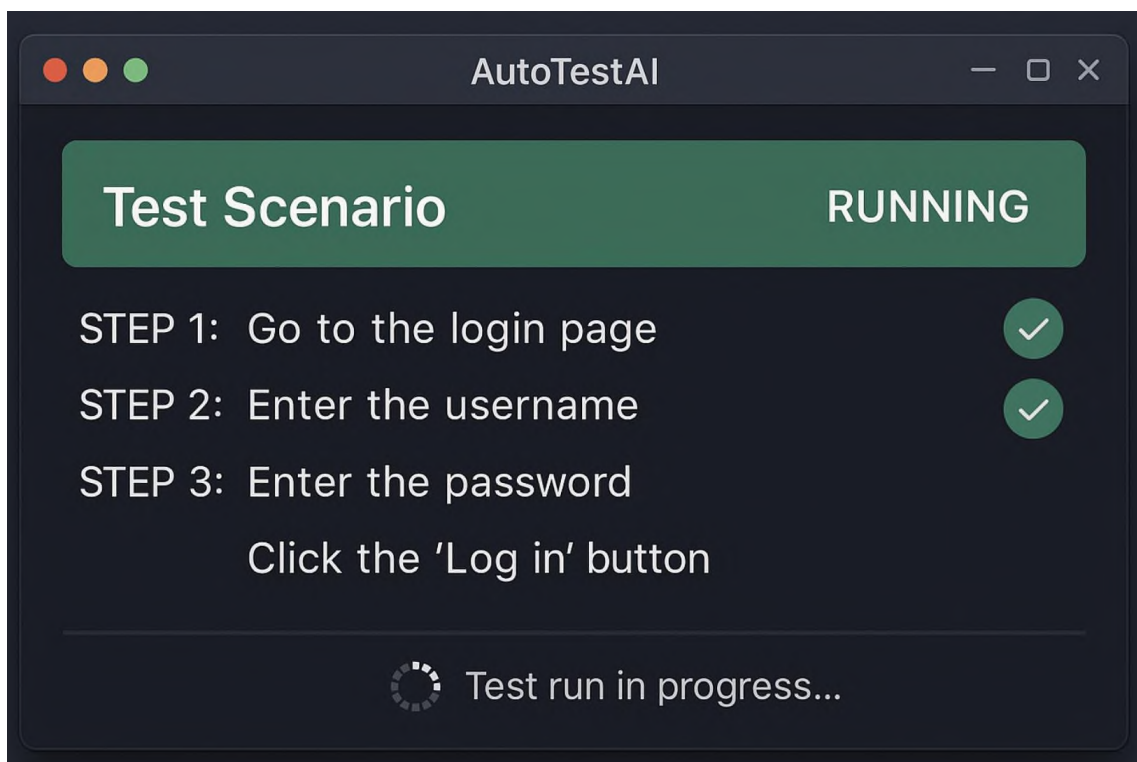 AutoTestAI
Test Scenario RUNNING
STEP 1: Go to the login page
STEP 2: Enter the username
STEP 3: Enter the password
Click the ‘Log in’ button
Test run in progress...